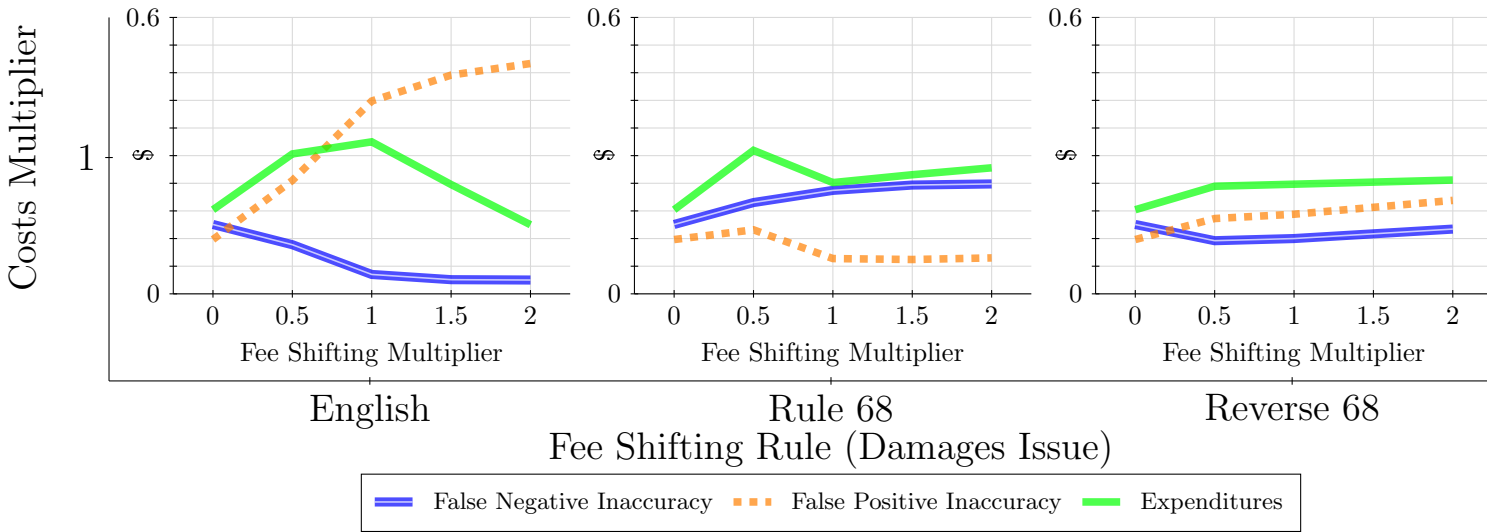 Costs Multiplier
1
0.6
$
0
0 0.5 1 1.5 2
Fee Shifting Multiplier
0.6
$
0
0 0.5 1 1.5 2
Fee Shifting Multiplier
0.6
$
0
0 0.5 1 1.5 2
Fee Shifting Multiplier
English Rule 68 Reverse 68
Fee Shifting Rule (Damages Issue)
False Negative Inaccuracy False Positive Inaccuracy Expenditures